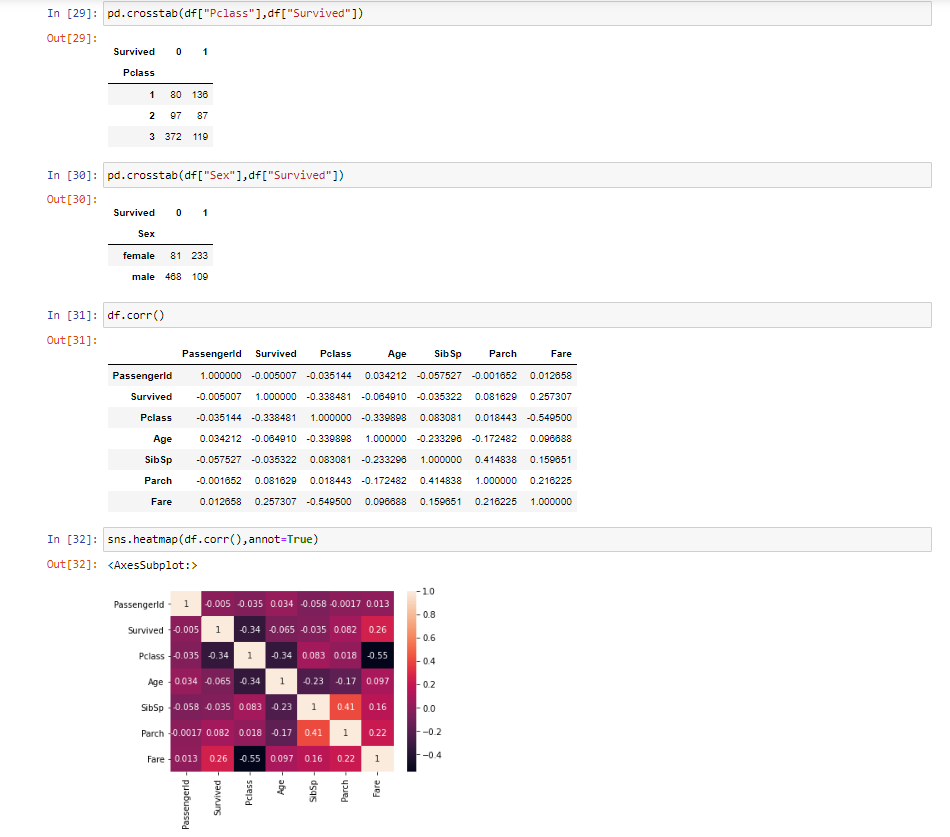 In [29]: pd.crosstab(df["Pclass"],df["Survived"])
Out[29]:
Survived 0 1
Pclass
1 80 136
2 97 87
3 372 119
In [30]: pd.crosstab(df["Sex"],df["Survived"])
Out[30]:
Survived 0 1
Sex
female 81 233
male 468 109
In [31]: df.corr()
Out[31]:
PassengerId Survived Pclass Age SibSp Parch Fare
PassengerId 1.000000 -0.005007 -0.035144 0.034212 -0.057527 -0.001652 0.012658
Survived -0.005007 1.000000 -0.338481 -0.064910 -0.035322 0.081629 0.257307
Pclass -0.035144 -0.338481 1.000000 -0.339898 0.083081 0.018443 -0.549500
Age 0.034212 -0.064910 -0.339898 1.000000 -0.233296 -0.172482 0.096688
SibSp -0.057527 -0.035322 0.083081 -0.233296 1.000000 0.414838 0.159651
Parch -0.001652 0.081629 0.018443 -0.172482 0.414838 1.000000 0.216225
Fare 0.012658 0.257307 -0.549500 0.096688 0.159651 0.216225 1.000000
In [32]: sns.heatmap(df.corr(),annot=True)
Out[32]: <AxesSubplot:>
PassengerId 1 -0.005 -0.035 0.034 -0.058 -0.0017 0.013
Survived -0.005 1 -0.34 -0.065 -0.035 0.082 0.26
Pclass -0.035 -0.34 1 -0.34 0.083 0.018 -0.55
Age 0.034 -0.065 -0.34 1 -0.23 -0.17 0.097
SibSp -0.058 -0.035 0.083 -0.23 1 0.41 0.16
Parch -0.0017 0.082 0.018 -0.17 0.41 1 0.22
Fare 0.013 0.26 -0.55 0.097 0.16 0.22 1
PassengerId Survived Pclass Age SibSp Parch Fare
1.0
0.8
0.6
0.4
0.2
0.0
−0.2
−0.4